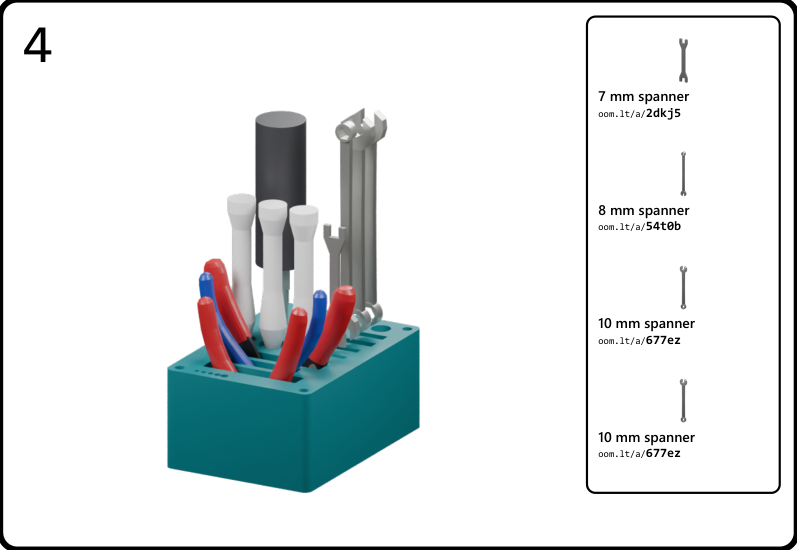 4
7 mm spanner
oom.lt/a/2dkj5
8 mm spanner
oom.lt/a/54t0b
10 mm spanner
oom.lt/a/677ez
10 mm spanner
oom.lt/a/677ez